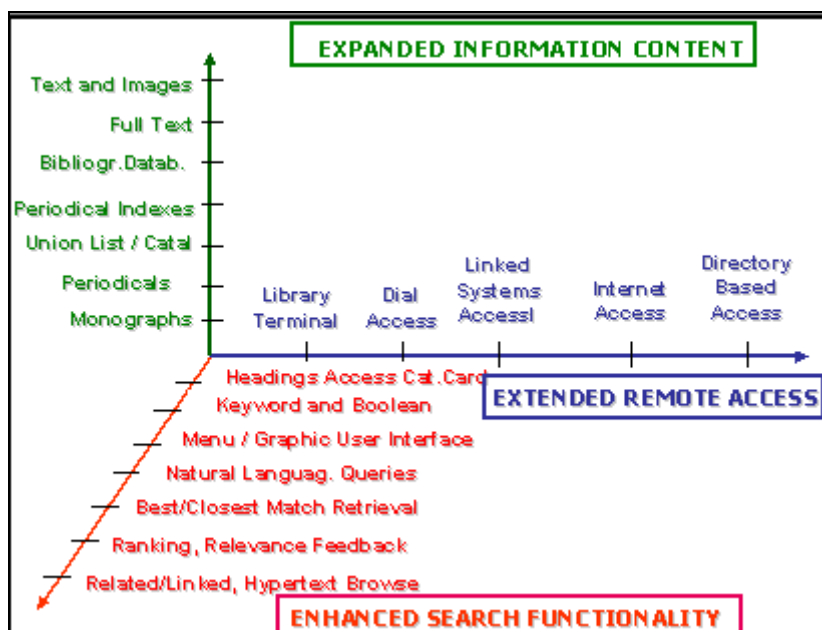 EXPANDED INFORMATION CONTENT
Text and Images
Full Text
Bibliogr.Datab.
Periodical Indexes
Union List / Catal
Periodicals
Monographs
Library
Terminal
Dial
Access
Linked
Systems
Accessl
Internet
Access
Directory
Based
Access
Headings Access Cat.Card
EXTENDED REMOTE ACCESS
Keyword and Boolean
Menu / Graphic User Interface
Natural Languag. Queries
Best/Closest Match Retrieval
Ranking, Relevance Feedback
Related/Linked, Hypertext Browse
ENHANCED SEARCH FUNCTIONALITY